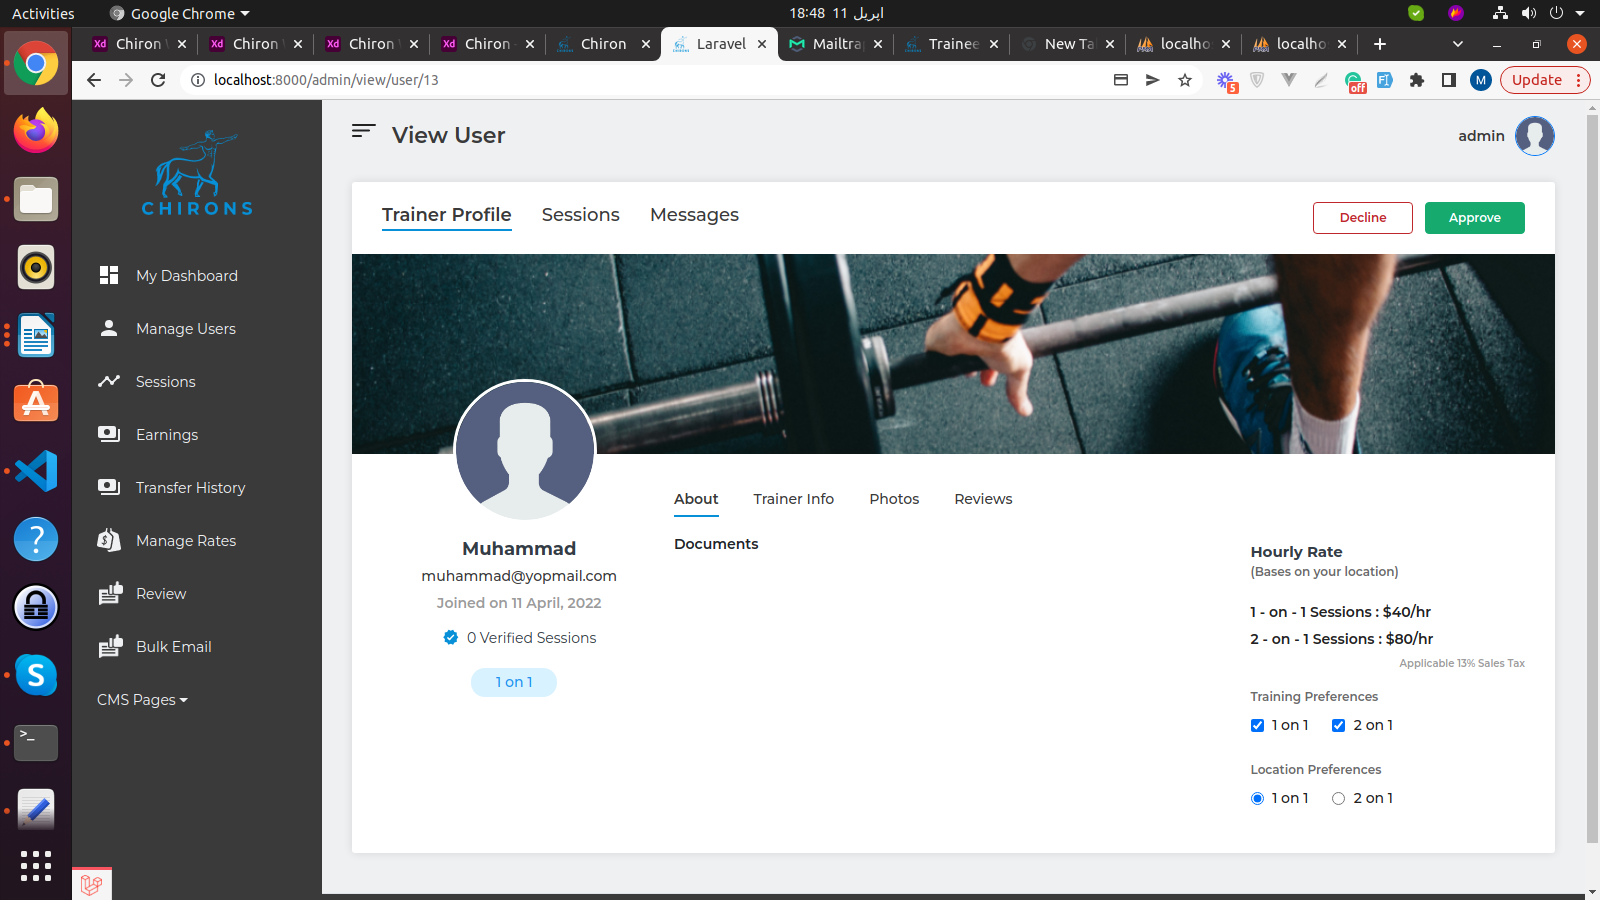 Activities
Google Chrome
18:48 11 اپریل
Chiron
Chiron
Chiron
Chiron
Chiron
Laravel
Mailtra
Trainee
New Ta
localho
localho
localhost:8000/admin/view/user/13
5
off
M
Update
CHIRONS
View User
admin
My Dashboard
Manage Users
Sessions
Earnings
Transfer History
Manage Rates
Review
Bulk Email
CMS Pages
Trainer Profile
Sessions
Messages
Decline
Approve
Muhammad
muhammad@yopmail.com
Joined on 11 April, 2022
0 Verified Sessions
1 on 1
About
Trainer Info
Photos
Reviews
Documents
Hourly Rate
(Bases on your location)
1 - on - 1 Sessions : $40/hr
2 - on - 1 Sessions : $80/hr
Applicable 13% Sales Tax
Training Preferences
1 on 1
2 on 1
Location Preferences
1 on 1
2 on 1